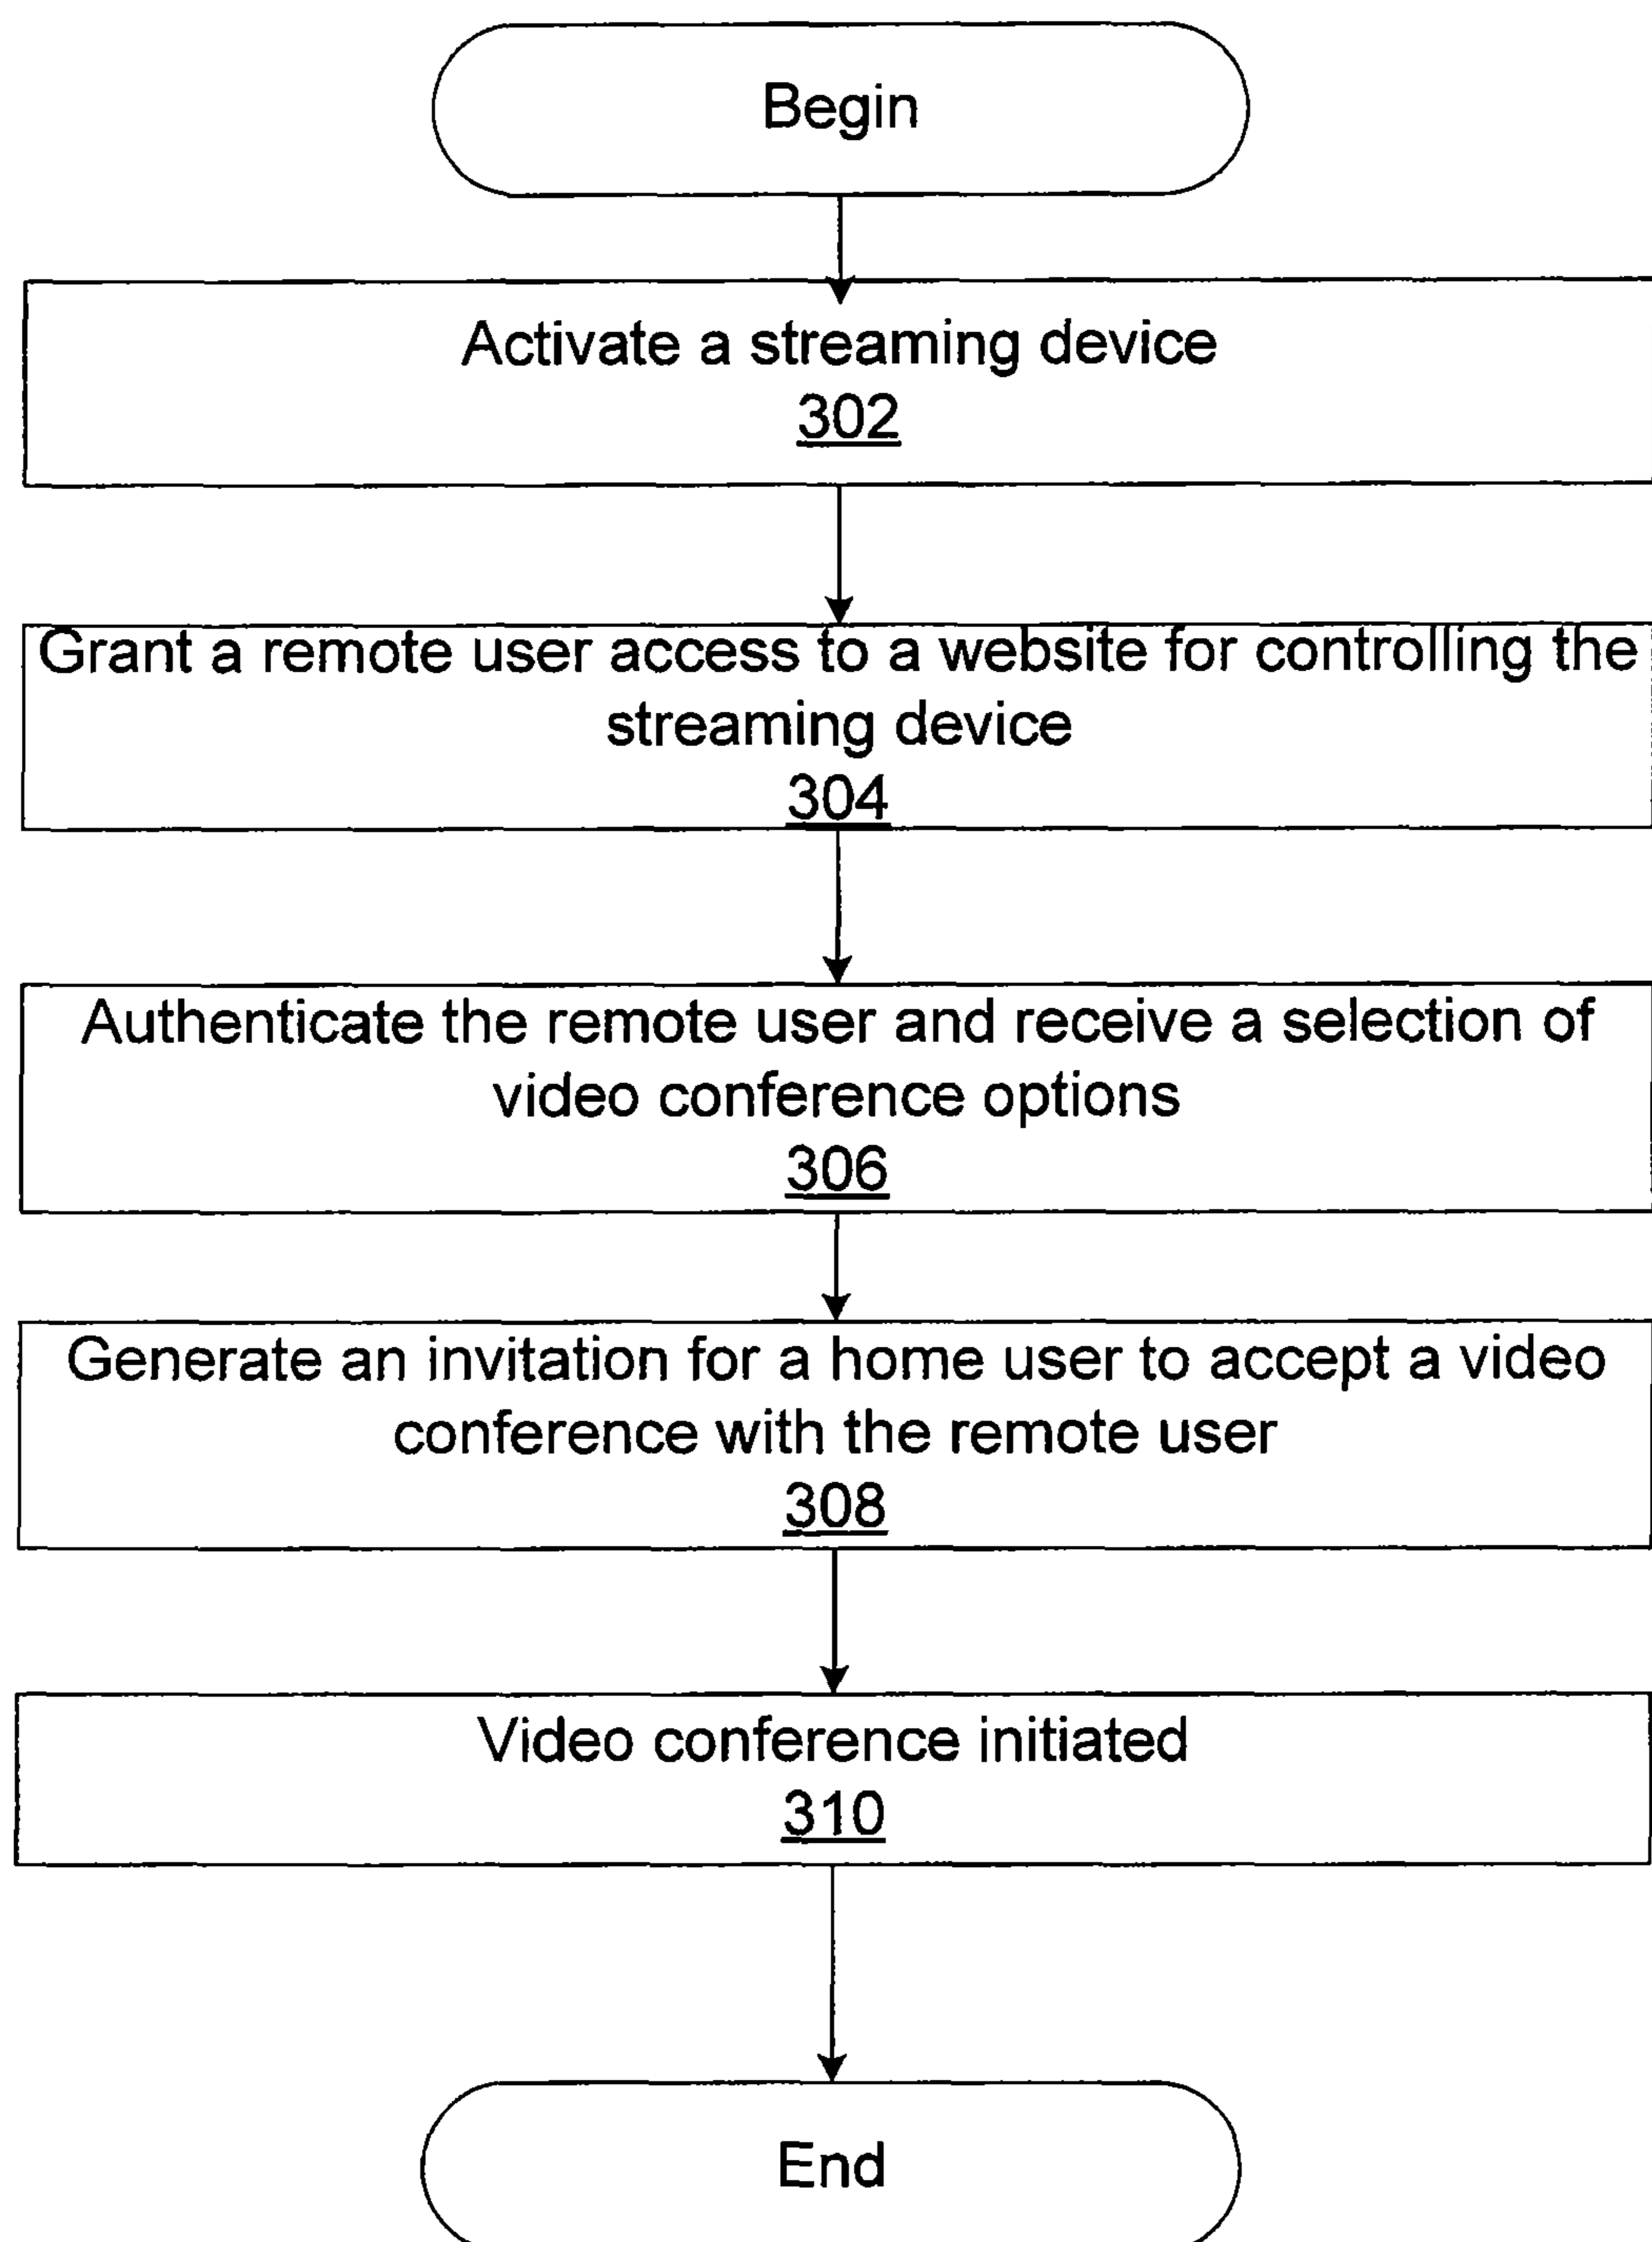 Begin
Activate a streaming device
302
Grant a remote user access to a website for controlling the
streaming device
304
Authenticate the remote user and receive a selection of
video conference options
306
Generate an invitation for a home user to accept a video
conference with the remote user
308
Video conference initiated
310
End